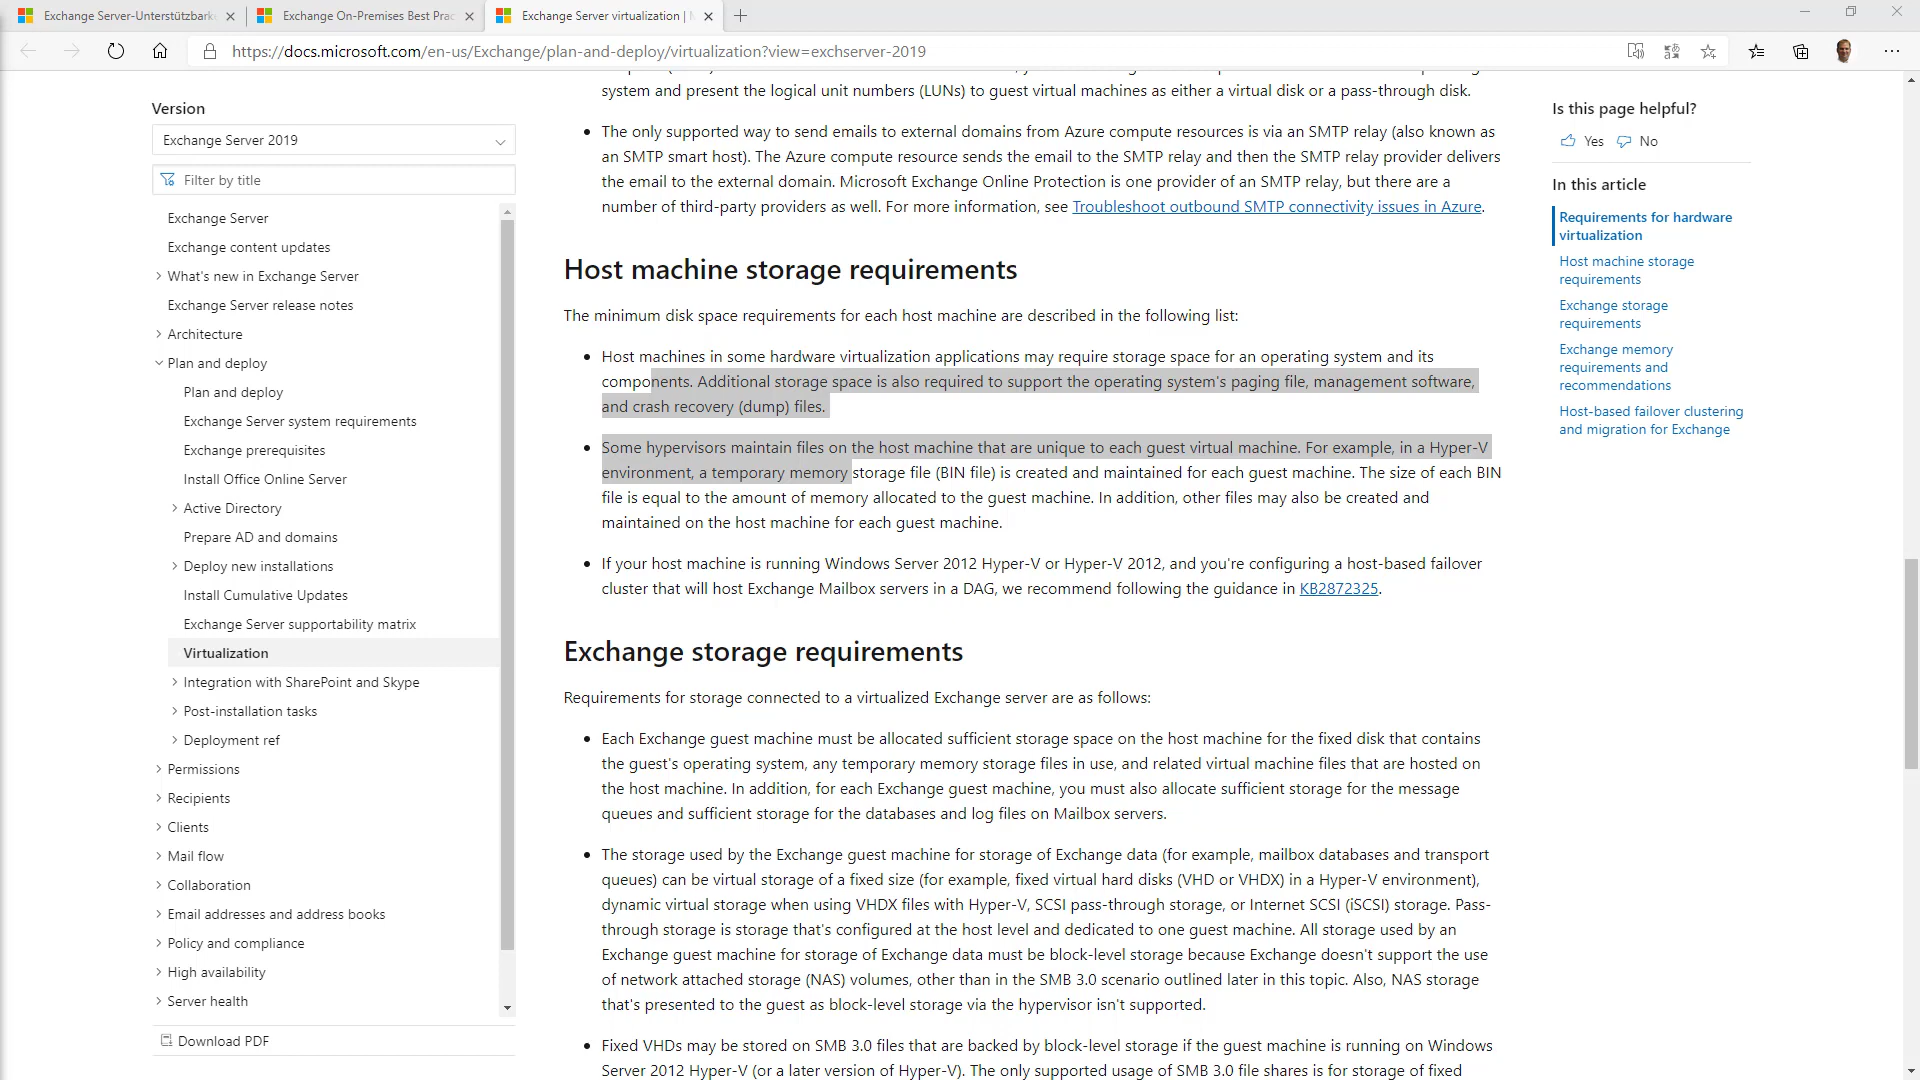 Exchange Server-Unterstützbark
Exchange On-Premises Best Prac
Exchange Server virtualization |
https://docs.microsoft.com/en-us/Exchange/plan-and-deploy/virtualization?view=exchserver-2019
Version
Exchange Server 2019
Filter by title
Exchange Server
Exchange content updates
What's new in Exchange Server
Exchange Server release notes
Architecture
Plan and deploy
Plan and deploy
Exchange Server system requirements
Exchange prerequisites
Install Office Online Server
Active Directory
Prepare AD and domains
Deploy new installations
Install Cumulative Updates
Exchange Server supportability matrix
Virtualization
Integration with SharePoint and Skype
Post-installation tasks
Deployment ref
Permissions
Recipients
Clients
Mail flow
Collaboration
Email addresses and address books
Policy and compliance
High availability
Server health
Download PDF
system and present the logical unit numbers (LUNs) to guest virtual machines as either a virtual disk or a pass-through disk.
The only supported way to send emails to external domains from Azure compute resources is via an SMTP relay (also known as
an SMTP smart host). The Azure compute resource sends the email to the SMTP relay and then the SMTP relay provider delivers
the email to the external domain. Microsoft Exchange Online Protection is one provider of an SMTP relay, but there are a
number of third-party providers as well. For more information, see Troubleshoot outbound SMTP connectivity issues in Azure.
Host machine storage requirements
The minimum disk space requirements for each host machine are described in the following list:
Host machines in some hardware virtualization applications may require storage space for an operating system and its
components. Additional storage space is also required to support the operating system's paging file, management software,
and crash recovery (dump) files.
Some hypervisors maintain files on the host machine that are unique to each guest virtual machine. For example, in a Hyper-V
environment, a temporary memory storage file (BIN file) is created and maintained for each guest machine. The size of each BIN
file is equal to the amount of memory allocated to the guest machine. In addition, other files may also be created and
maintained on the host machine for each guest machine.
If your host machine is running Windows Server 2012 Hyper-V or Hyper-V 2012, and you're configuring a host-based failover
cluster that will host Exchange Mailbox servers in a DAG, we recommend following the guidance in KB2872325.
Exchange storage requirements
Requirements for storage connected to a virtualized Exchange server are as follows:
Each Exchange guest machine must be allocated sufficient storage space on the host machine for the fixed disk that contains
the guest's operating system, any temporary memory storage files in use, and related virtual machine files that are hosted on
the host machine. In addition, for each Exchange guest machine, you must also allocate sufficient storage for the message
queues and sufficient storage for the databases and log files on Mailbox servers.
The storage used by the Exchange guest machine for storage of Exchange data (for example, mailbox databases and transport
queues) can be virtual storage of a fixed size (for example, fixed virtual hard disks (VHD or VHDX) in a Hyper-V environment),
dynamic virtual storage when using VHDX files with Hyper-V, SCSI pass-through storage, or Internet SCSI (iSCSI) storage. Pass-
through storage is storage that's configured at the host level and dedicated to one guest machine. All storage used by an
Exchange guest machine for storage of Exchange data must be block-level storage because Exchange doesn't support the use
of network attached storage (NAS) volumes, other than in the SMB 3.0 scenario outlined later in this topic. Also, NAS storage
that's presented to the guest as block-level storage via the hypervisor isn't supported.
Fixed VHDs may be stored on SMB 3.0 files that are backed by block-level storage if the guest machine is running on Windows
Server 2012 Hyper-V (or a later version of Hyper-V). The only supported usage of SMB 3.0 file shares is for storage of fixed
Is this page helpful?
Yes No
In this article
Requirements for hardware
virtualization
Host machine storage
requirements
Exchange storage
requirements
Exchange memory
requirements and
recommendations
Host-based failover clustering
and migration for Exchange